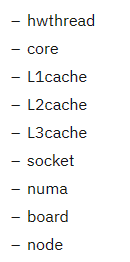 – hwthread
– core
– L1cache
– L2cache
– L3cache
– socket
– numa
– board
– node